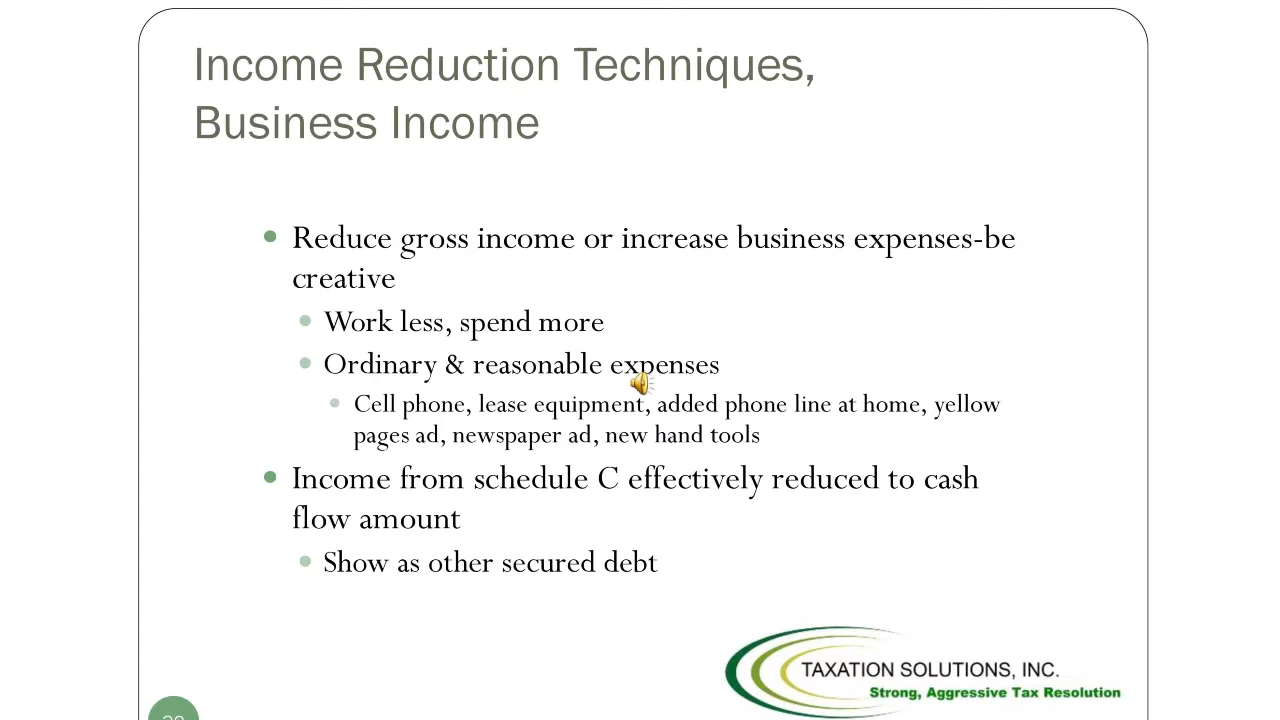 Income Reduction Techniques,
Business Income
Reduce gross income or increase business expenses-be
creative
Work less, spend more
Ordinary & reasonable expenses
Cell phone, lease equipment, added phone line at home, yellow
pages ad, newspaper ad, new hand tools
Income from schedule C effectively reduced to cash
flow amount
Show as other secured debt
TAXATION SOLUTIONS, INC.
Strong, Aggressive Tax Resolution